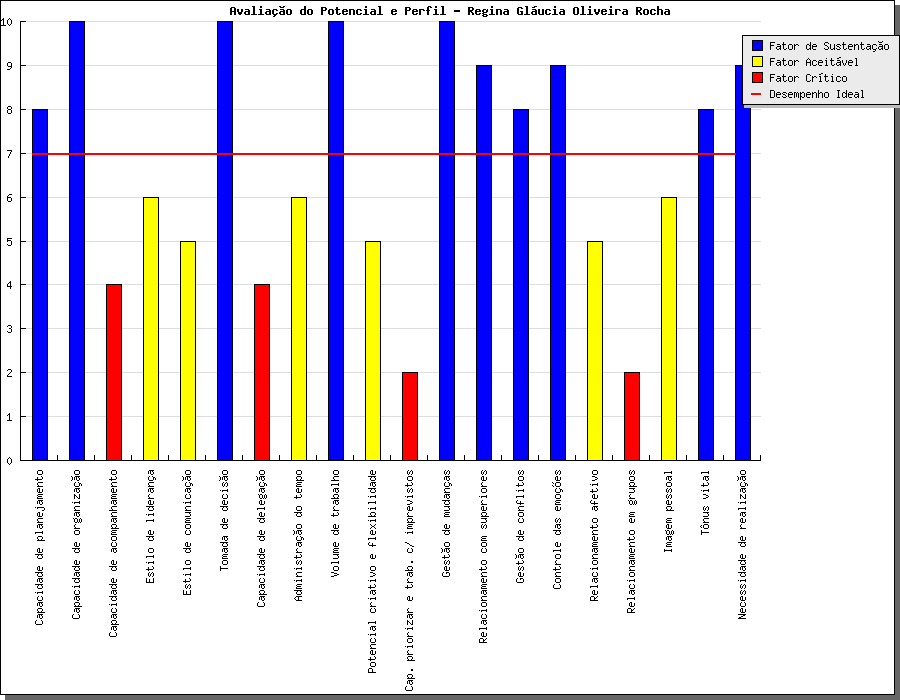 Avaliação do Potencial e Perfil - Regina Gláucia Oliveira Rocha
Fator de Sustentação
Fator Aceitável
Fator Crítico
Desempenho Ideal
10
9
8
7
6
5
4
3
2
1
0
Capacidade de planejamento
Capacidade de organização
Capacidade de acompanhamento
Estilo de liderança
Estilo de comunicação
Tomada de decisão
Capacidade de delegação
Administração do tempo
Volume de trabalho
Potencial criativo e flexibilidade
Cap. priorizar e trab. c/ imprevistos
Gestão de mudanças
Relacionamento com superiores
Gestão de conflitos
Controle das emoções
Relacionamento afetivo
Relacionamento em grupos
Imagem pessoal
Tônus vital
Necessidade de realização